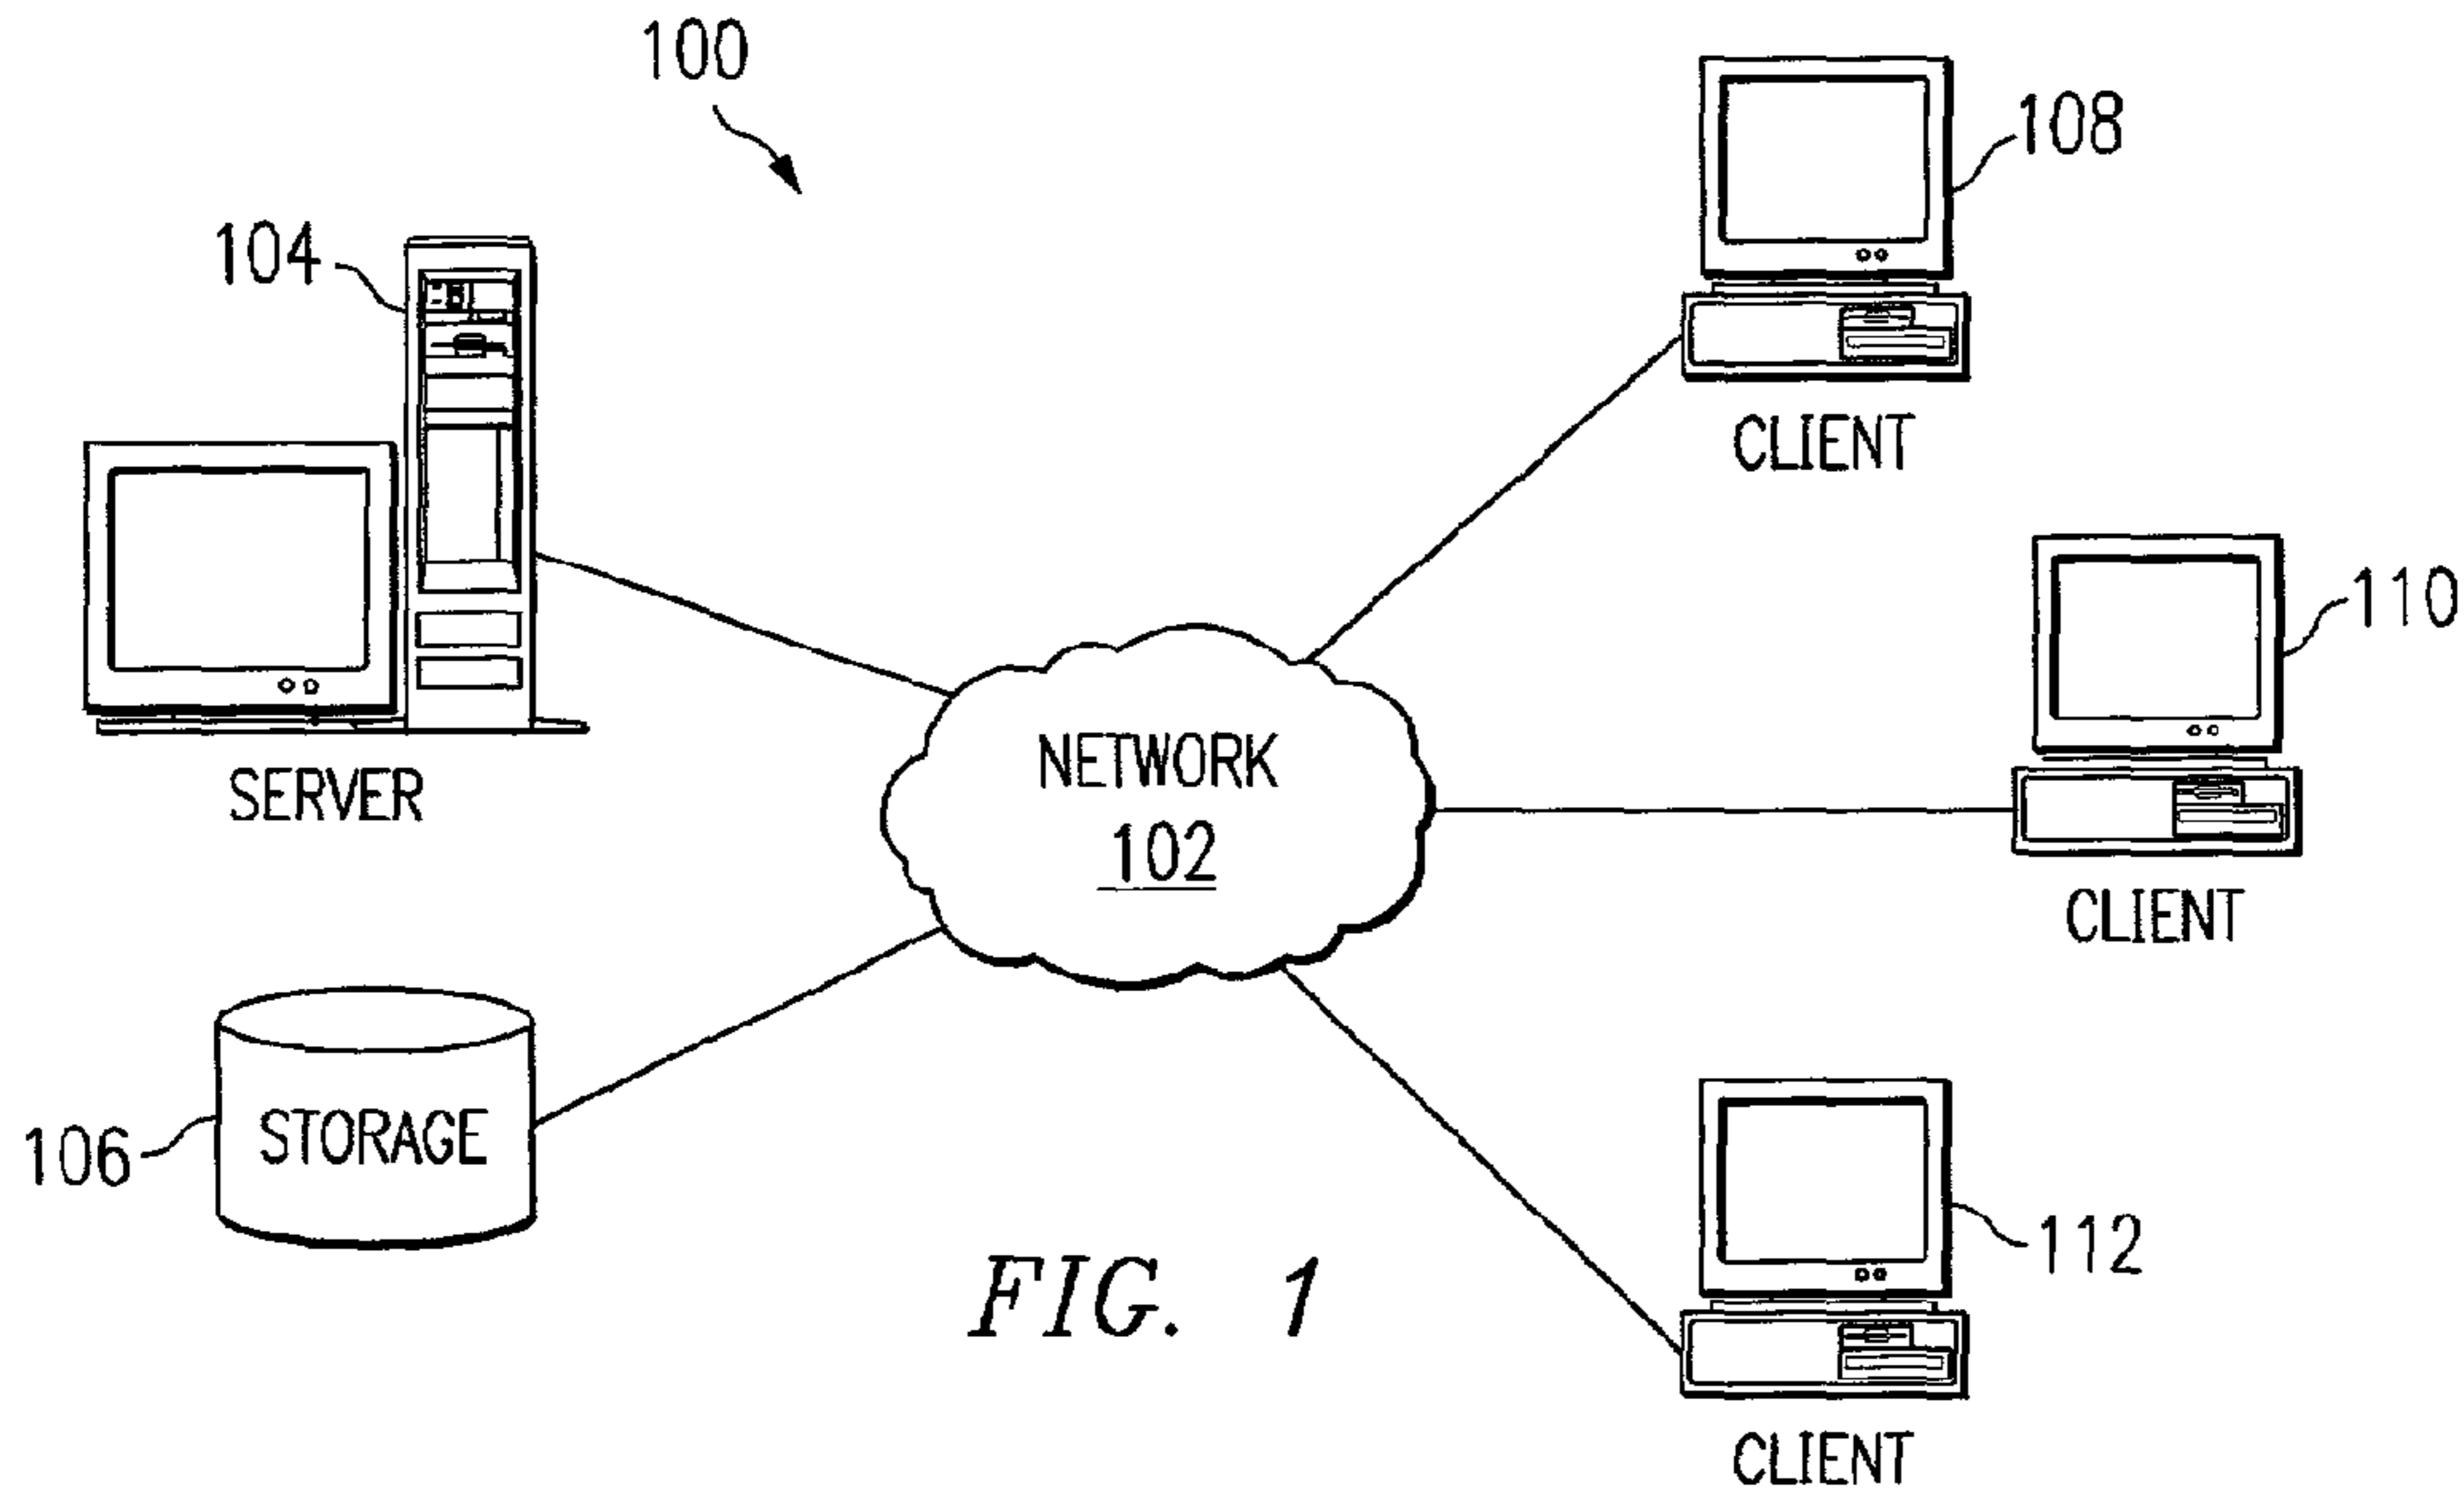 100
108
104
CLIENT
110
SERVER
NETWORK
102
CLIENT
106
STORAGE
112
FIG. 1
CLIENT